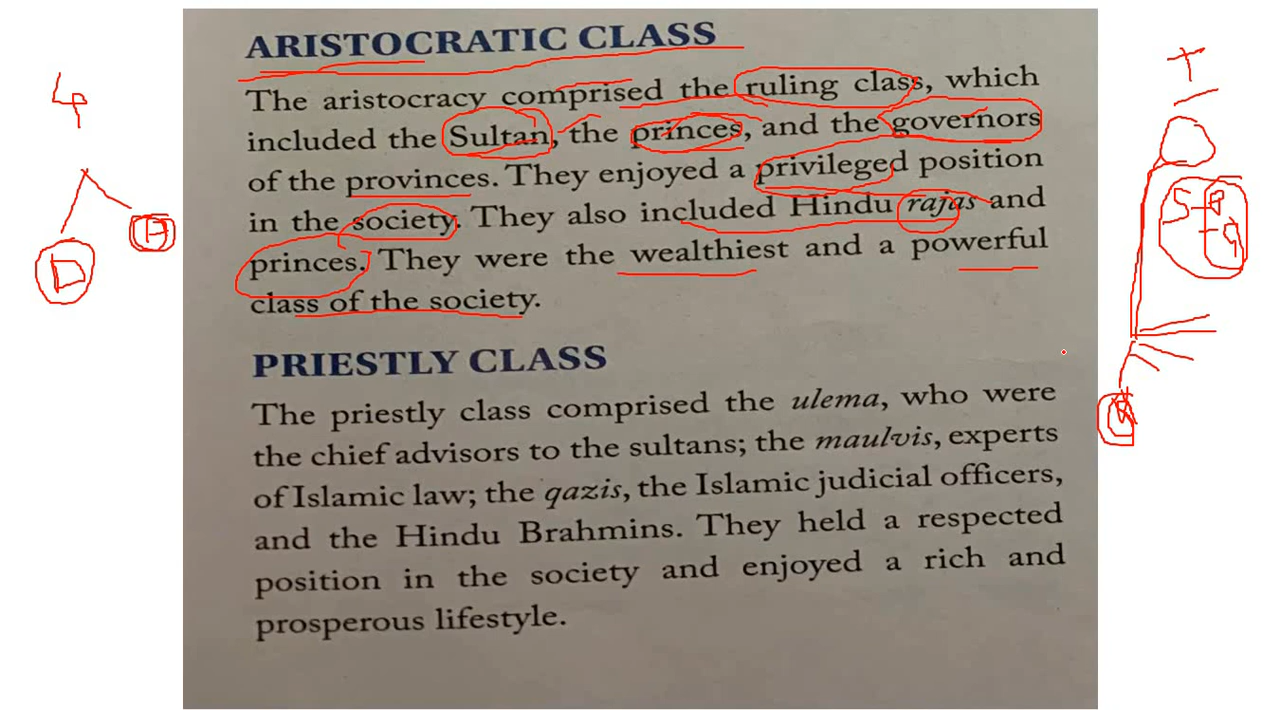 ARISTOCRATIC CLASS
The aristocracy comprised the ruling class, which
included the Sultan, the princes, and the governors
of the provinces. They enjoyed a privileged position
in the society. They also included Hindu rajas and
princes. They were the wealthiest and a powerful
class of the society.
PRIESTLY CLASS
The priestly class comprised the ulema, who were
the chief advisors to the sultans; the maulvis, experts
of Islamic law; the qazis, the Islamic judicial officers,
and the Hindu Brahmins. They held a respected
position in the society and enjoyed a rich and
prosperous lifestyle.
D